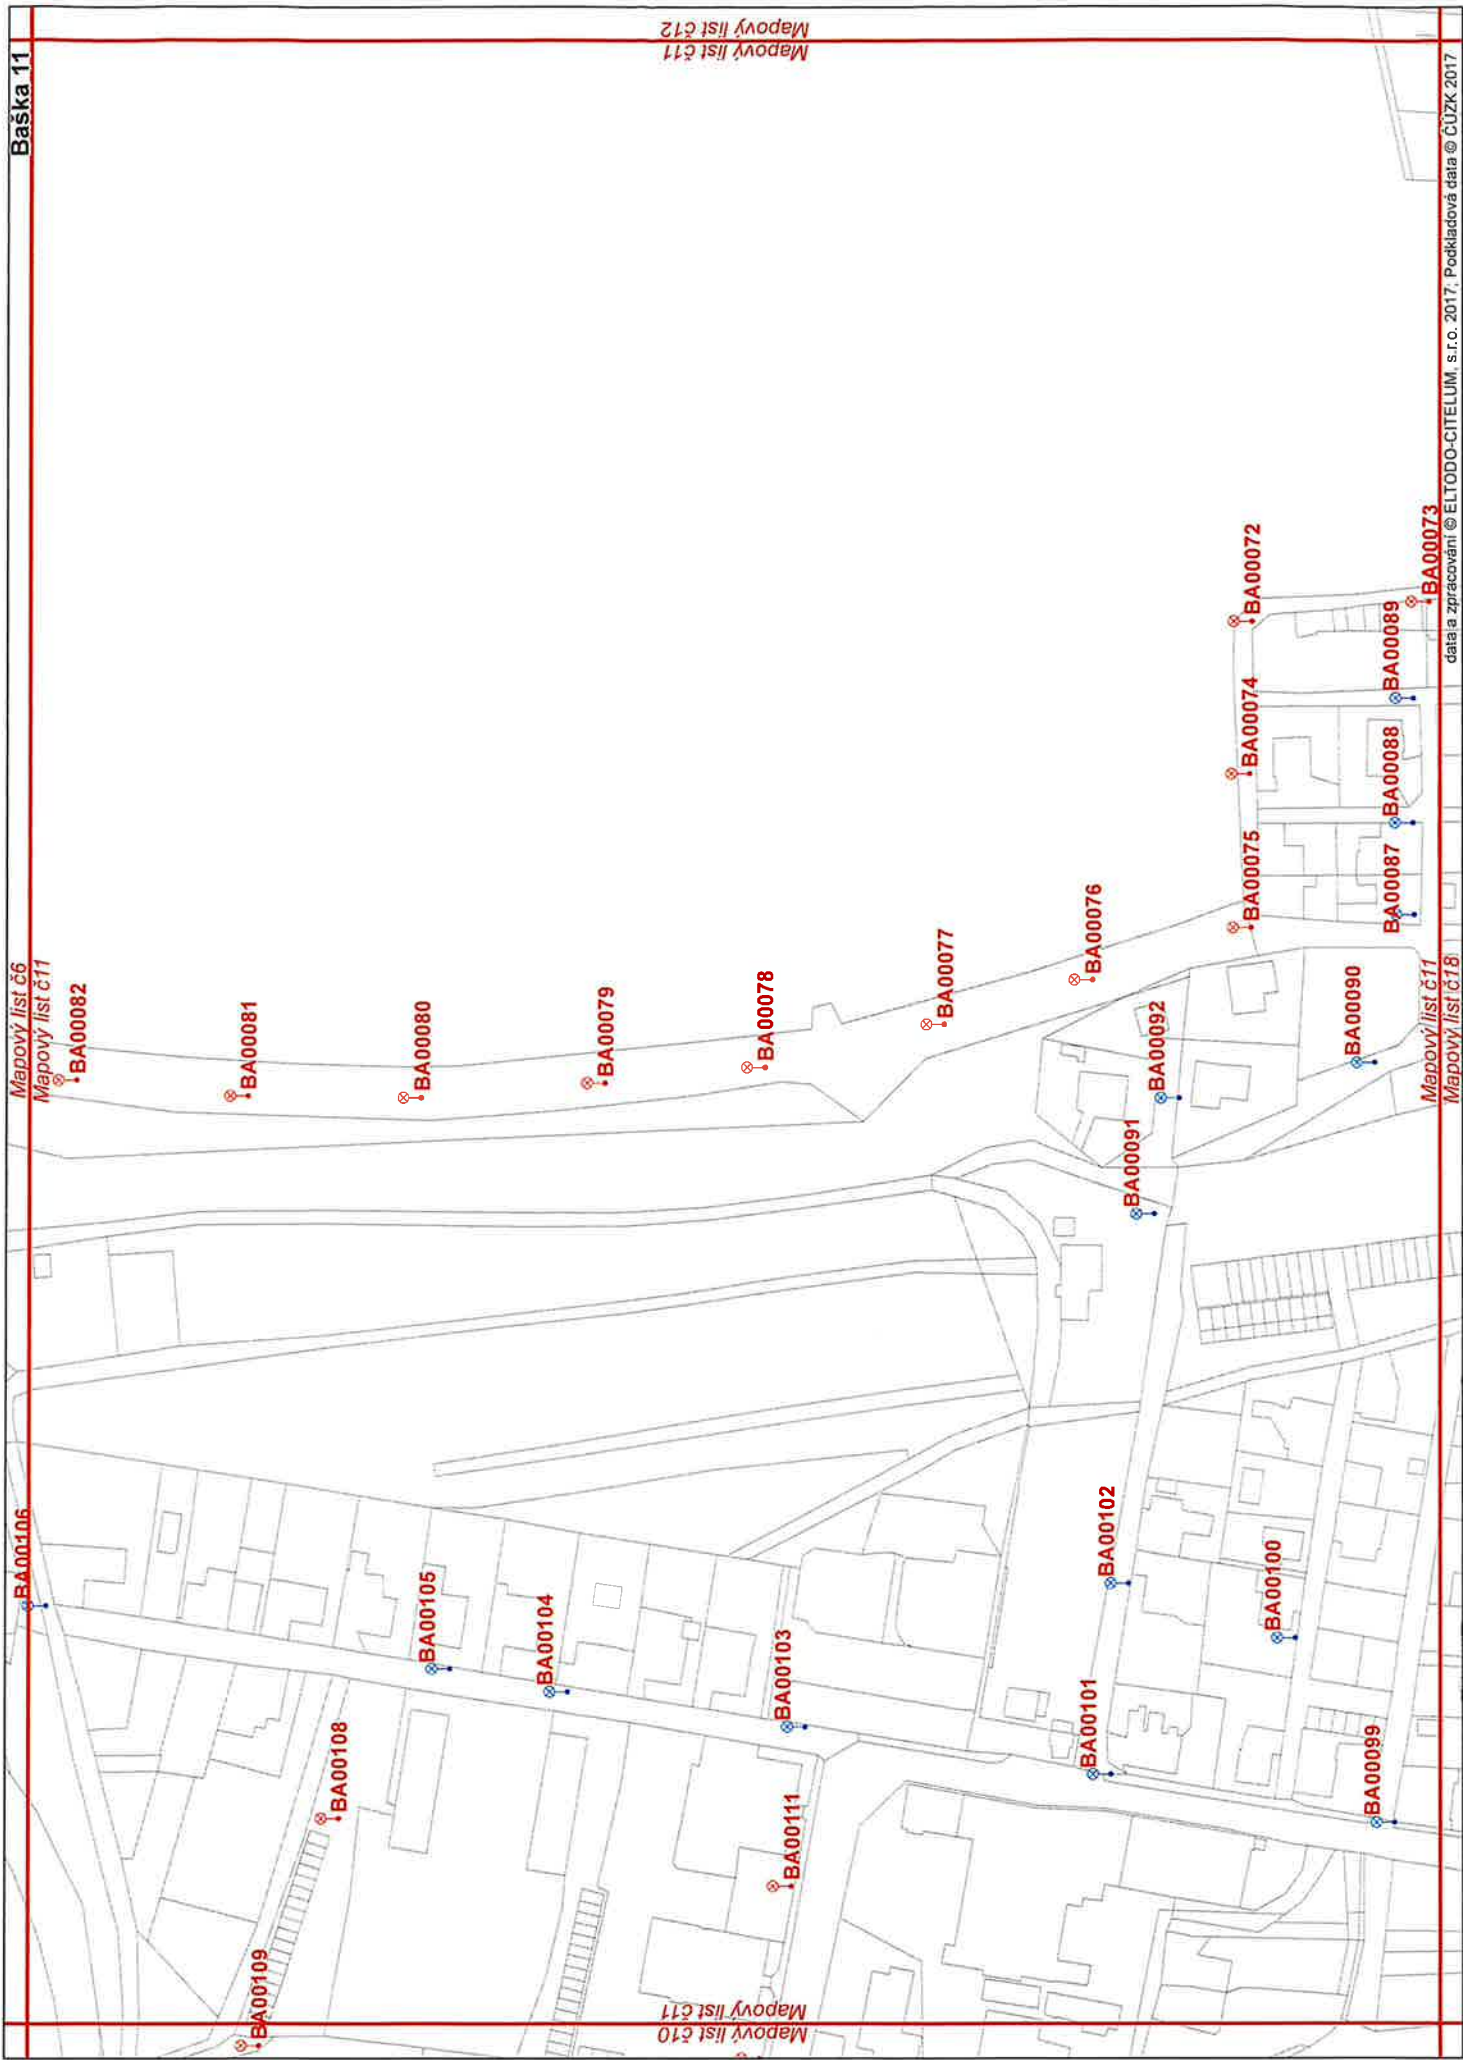 Baška 11
Mapový list č6
Mapový list č11
Mapový list č12
Mapový list č11
BA00106
BA00082
BA00081
BA00080
BA00079
BA00078
BA00077
BA00076
BA00105
BA00104
BA00103
BA00108
BA00109
BA00111
BA00072
BA00074
BA00075
BA00073
BA00089
BA00088
BA00087
BA00090
BA00092
BA00091
BA00102
BA00101
BA00100
BA00099
Mapový list č11
Mapový list č10
Mapový list č11
Mapový list č18
data a zpracování © ELTODO-CITELUM, s.r.o. 2017; Podkladová data © ČÚZK 2017